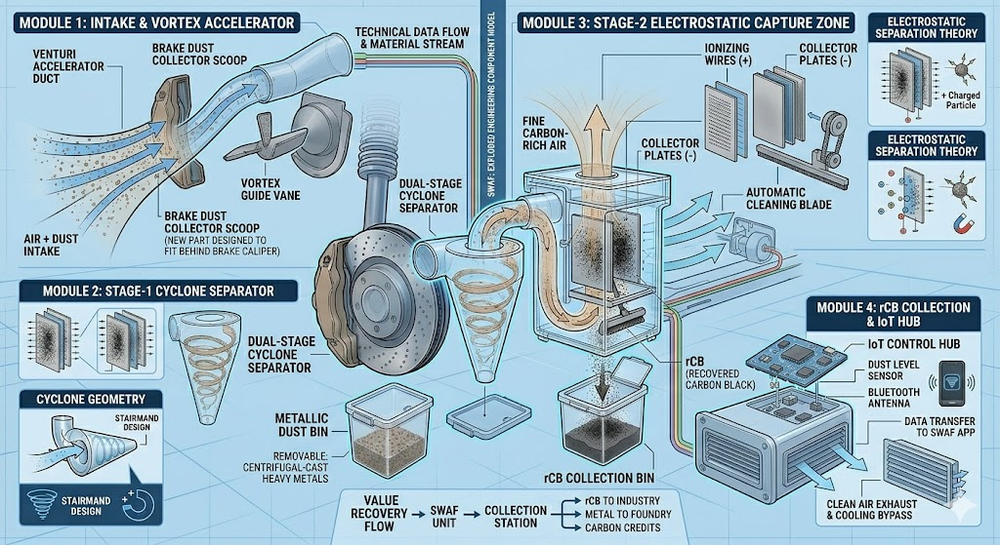 MODULE 1: INTAKE & VORTEX ACCELERATOR
VENTURI
ACCELERATOR
DUCT
BRAKE DUST
COLLECTOR SCOOP
TECHNICAL DATA FLOW
& MATERIAL STREAM
VORTEX
GUIDE VANE
BRAKE DUST
COLLECTOR SCOOP
(NEW PART DESIGNED TO
FIT BEHIND BRAKE CALIPER)
AIR + DUST
INTAKE
DUAL-STAGE
CYCLONE
SEPARATOR
SWAF: EXPLODED ENGINEERING COMPONENT MODEL
MODULE 3: STAGE-2 ELECTROSTATIC CAPTURE ZONE
IONIZING
WIRES (+)
COLLECTOR
PLATES (-)
FINE
CARBON-
RICH AIR
COLLECTOR
PLATES (-)
AUTOMATIC
CLEANING BLADE
ELECTROSTATIC
SEPARATION THEORY
+ Charged
Particle
ELECTROSTATIC
SEPARATION THEORY
MODULE 2: STAGE-1 CYCLONE SEPARATOR
DUAL-STAGE
CYCLONE
SEPARATOR
CYCLONE GEOMETRY
STAIRMAND
DESIGN
STAIRMAND
DESIGN
METALLIC
DUST BIN
REMOVABLE:
CENTRIFUGAL-CAST
HEAVY METALS
rCB
(RECOVERED
CARBON BLACK)
rCB COLLECTION BIN
MODULE 4: rCB COLLECTION
& IoT HUB
IoT CONTROL HUB
DUST LEVEL
SENSOR
BLUETOOTH
ANTENNA
DATA TRANSFER
TO SWAF APP
CLEAN AIR EXHAUST
& COOLING BYPASS
VALUE
RECOVERY
FLOW
SWAF
UNIT
COLLECTION
STATION
rCB TO INDUSTRY
METAL TO FOUNDRY
CARBON CREDITS